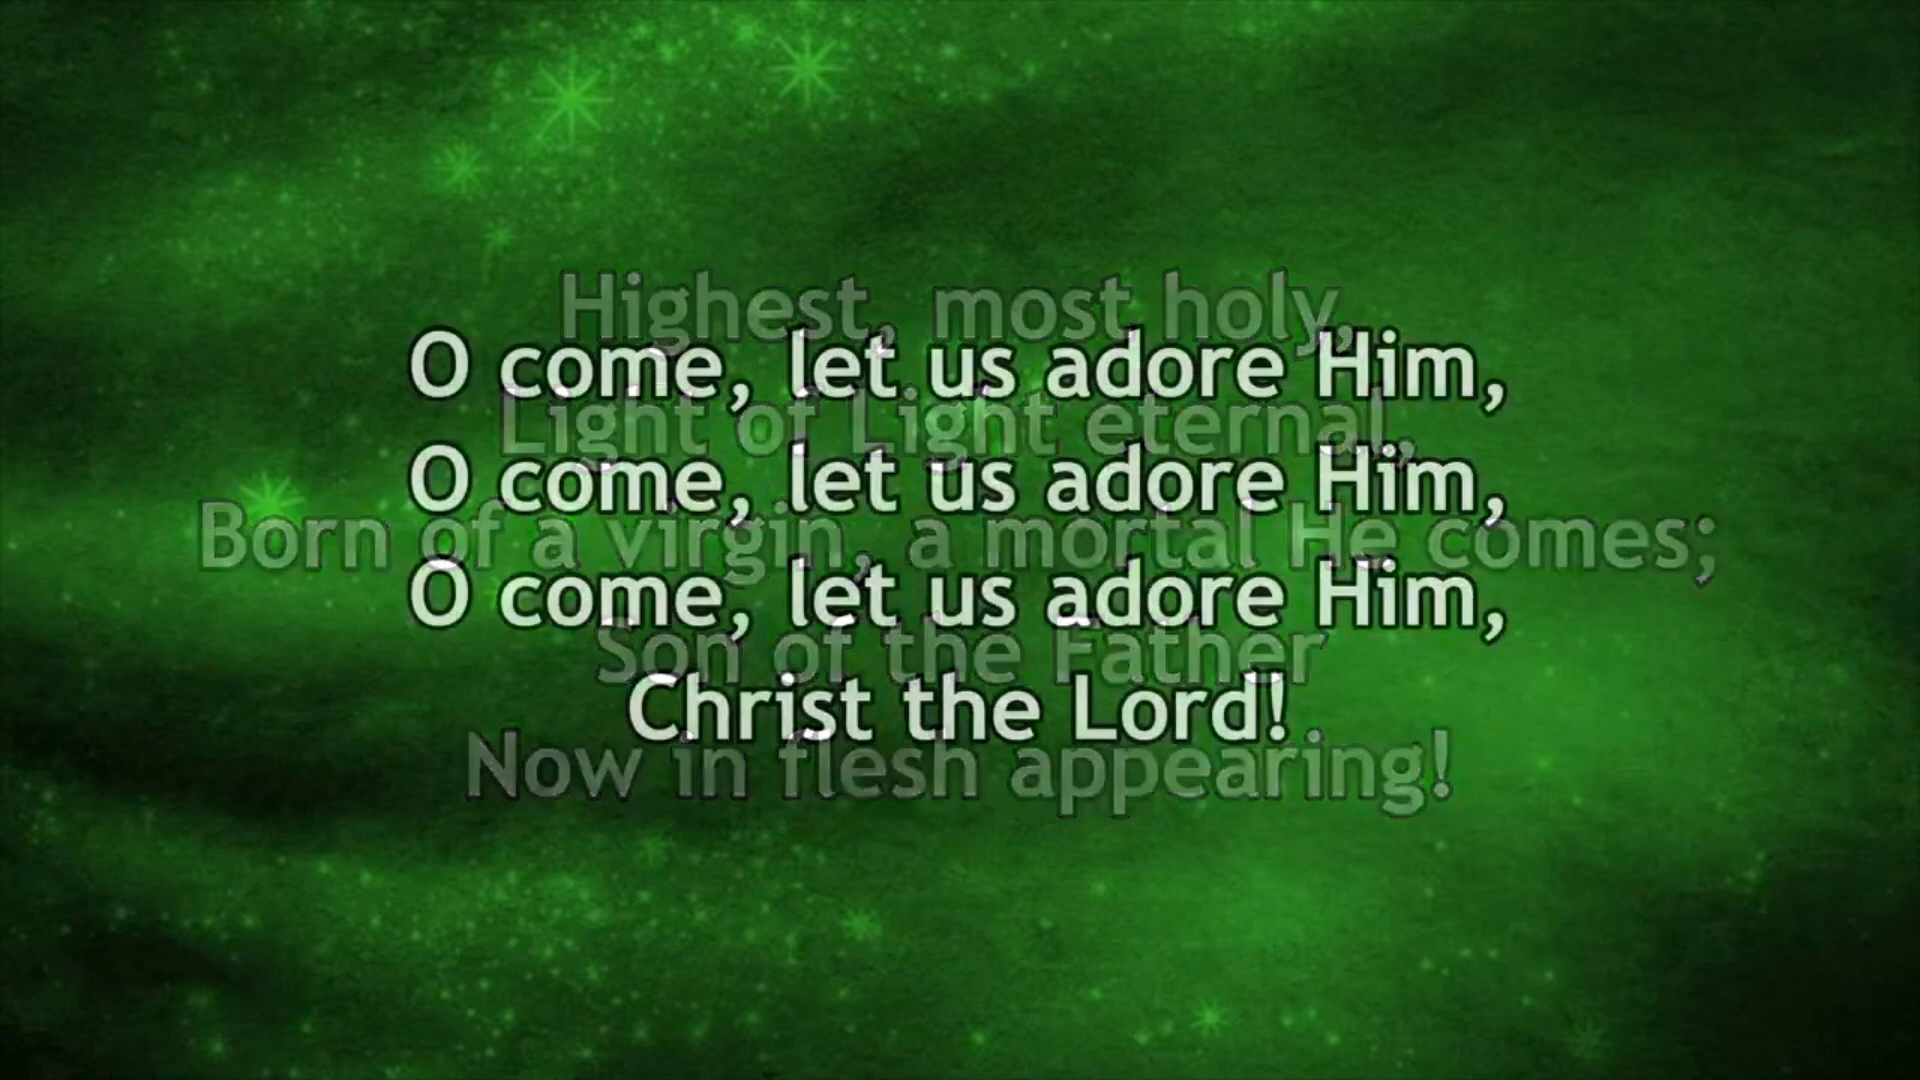 Highest, most holy,
O come, let us adore Him,
Light of Light eternal,
O come, let us adore Him,
Born of a virgin, a mortal He comes;
O come, let us adore Him,
Son of the Father
Christ the Lord!
Now in flesh appearing!